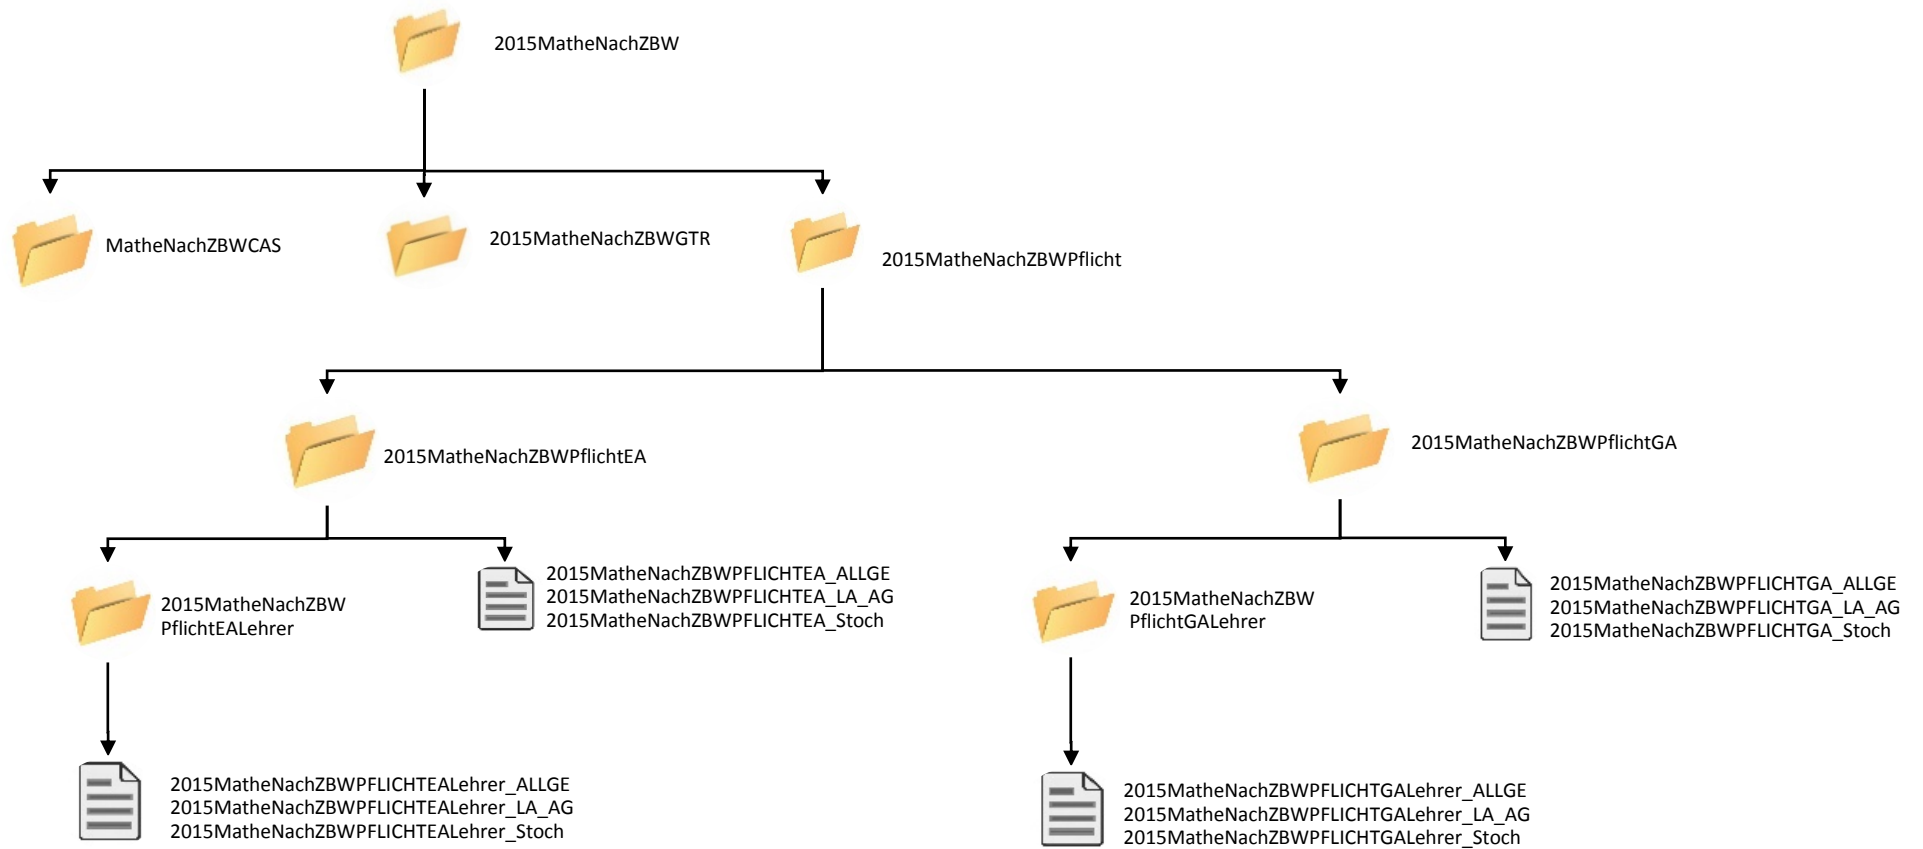 2015MatheNachZBW
MatheNachZBWCAS
2015MatheNachZBWGTR
2015MatheNachZBWPflicht
2015MatheNachZBWPflichtEA
2015MatheNachZBWPflichtGA
2015MatheNachZBW
PflichtEALehrer
2015MatheNachZBWPFLICHTEA_ALLGE
2015MatheNachZBWPFLICHTEA_LA_AG
2015MatheNachZBWPFLICHTEA_Stoch
2015MatheNachZBW
PflichtGALehrer
2015MatheNachZBWPFLICHTGA_ALLGE
2015MatheNachZBWPFLICHTGA_LA_AG
2015MatheNachZBWPFLICHTGA_Stoch
2015MatheNachZBWPFLICHTEALehrer_ALLGE
2015MatheNachZBWPFLICHTEALehrer_LA_AG
2015MatheNachZBWPFLICHTEALehrer_Stoch
2015MatheNachZBWPFLICHTGALehrer_ALLGE
2015MatheNachZBWPFLICHTGALehrer_LA_AG
2015MatheNachZBWPFLICHTGALehrer_Stoch